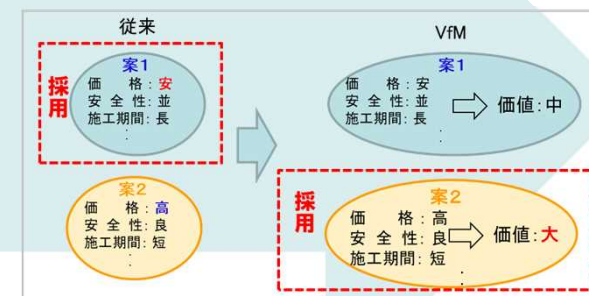 従来
採用
案1
価 格:安
安 全 性:並
施工期間:長
:
案2
価 格:高
安 全 性:良
施工期間:短
:
VfM
案1
価 格:安
安 全 性:並
施工期間:長
:
価値:中
採用
案2
価 格:高
安 全 性:良
施工期間:短
:
価値:大